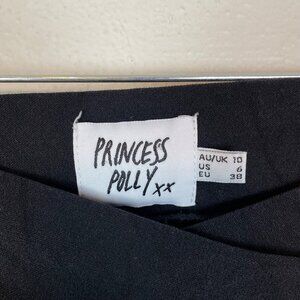 PRINCESS
POLLY xx
AU/UK 10
US 6
EU 38